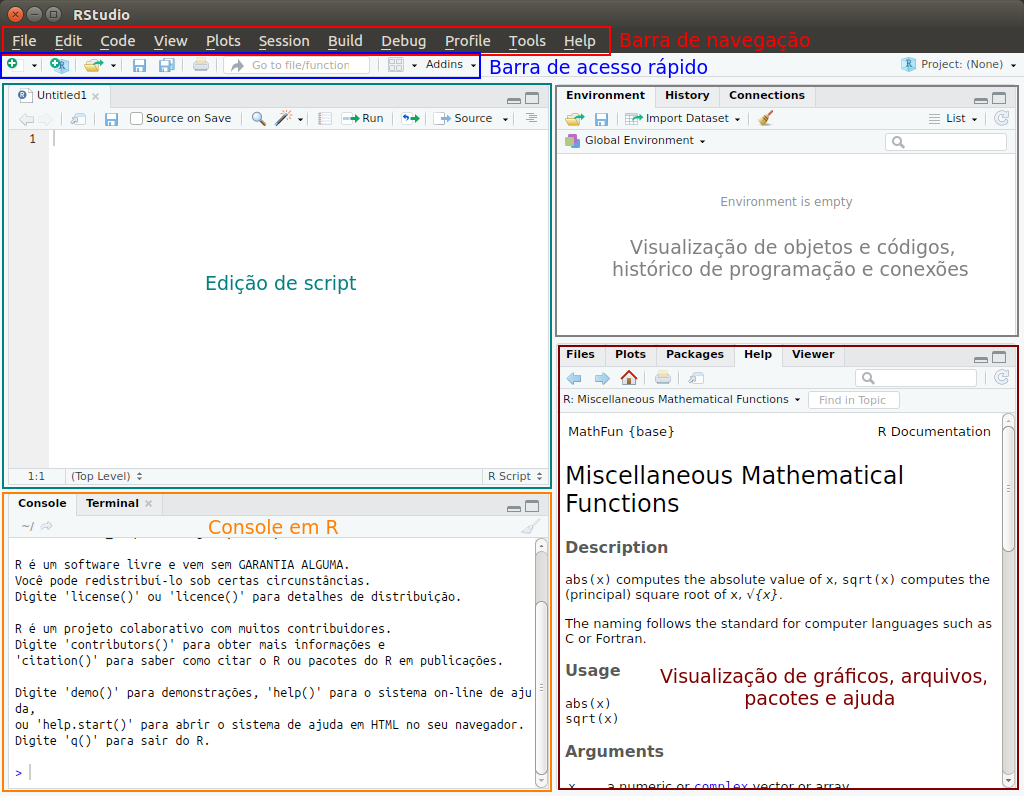 RStudio
File Edit Code View Plots Session Build Debug Profile Tools Help
Barra de navegação
Go to file/function
Addins
Barra de acesso rápido
Project: (None)
Untitled1
Source on Save
Run
Source
1
Edição de script
1:1
(Top Level)
R Script
Console Terminal
~/
Console em R
R é um software livre e vem sem GARANTIA ALGUMA.
Você pode redistribuí-lo sob certas circunstâncias.
Digite 'license()' ou 'licence()' para detalhes de distribuição.
R é um projeto colaborativo com muitos contribuidores.
Digite 'contributors()' para obter mais informações e
'citation()' para saber como citar o R ou pacotes do R em publicações.
Digite 'demo()' para demonstrações, 'help()' para o sistema on-line de aju
da,
ou 'help.start()' para abrir o sistema de ajuda em HTML no seu navegador.
Digite 'q()' para sair do R.
>
Environment History Connections
Import Dataset
List
Global Environment
Environment is empty
Visualização de objetos e códigos,
histórico de programação e conexões
Files Plots Packages Help Viewer
R: Miscellaneous Mathematical Functions
Find in Topic
MathFun {base}
R Documentation
Miscellaneous Mathematical
Functions
Description
abs(x) computes the absolute value of x, sqrt(x) computes the
(principal) square root of x, √{x}.
The naming follows the standard for computer languages such as
C or Fortran.
Usage
abs(x)
sqrt(x)
Visualização de gráficos, arquivos,
pacotes e ajuda
Arguments
x a numeric or complex vector or array